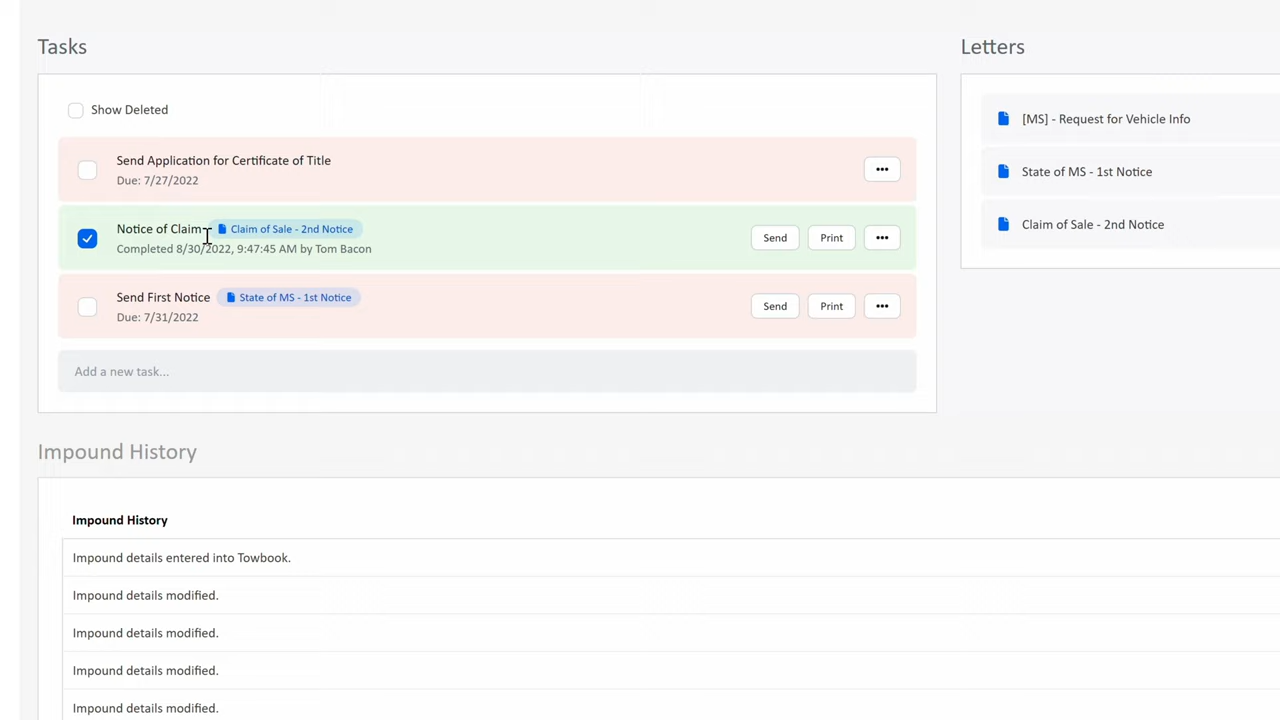 Tasks
Show Deleted
Send Application for Certificate of Title
Due: 7/27/2022
•••
Notice of Claim Claim of Sale - 2nd Notice
Completed 8/30/2022, 9:47:45 AM by Tom Bacon
Send Print •••
Send First Notice State of MS - 1st Notice
Due: 7/31/2022
Send Print •••
Add a new task...
Letters
[MS] - Request for Vehicle Info
State of MS - 1st Notice
Claim of Sale - 2nd Notice
Impound History
Impound History
Impound details entered into Towbook.
Impound details modified.
Impound details modified.
Impound details modified.
Impound details modified.